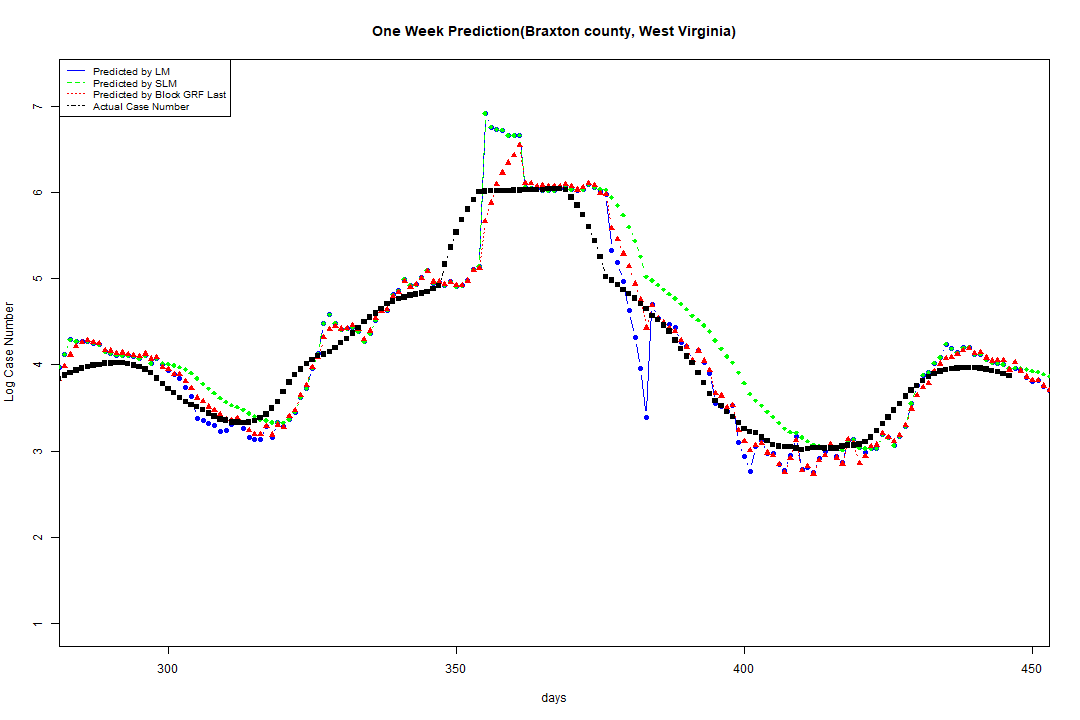 One Week Prediction(Braxton county, West Virginia)
Predicted by LM
Predicted by SLM
Predicted by Block GRF Last
Actual Case Number
7
6
5
4
3
2
1
Log Case Number
300
350
400
450
days